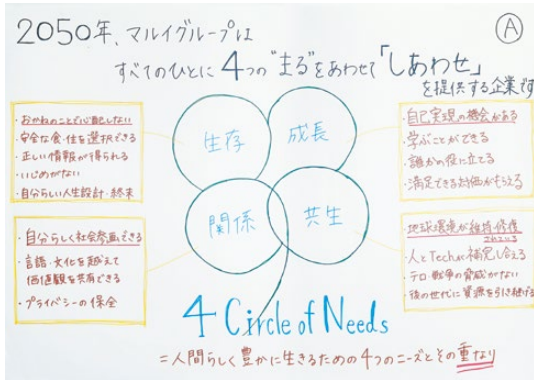 2050年、マルイグループは
Ⓐ
すべてのひとに4つの"まる"をあわせて「しあわせ」
を提供する企業です
・おかねのことで心配しない
・安全な食・住を選択できる
・正しい情報が得られる
・いじめがない
・自分らしい人生設計・終末
生存
成長
・自己実現の機会がある
・学ぶことができる
・誰かの役に立てる
・満足できる対価がもらえる
・自分らしく社会参画できる
・言語・文化を越えて
価値観を共有できる
・プライバシーの保全
関係
共生
・地球環境が維持・修復
されている
・人とTechが補完し合える
・テロ・戦争の脅威がない
・後の世代に資源を引き継げる
4 Circle of Needs
=人間らしく豊かに生きるための4つのニーズとその重なり